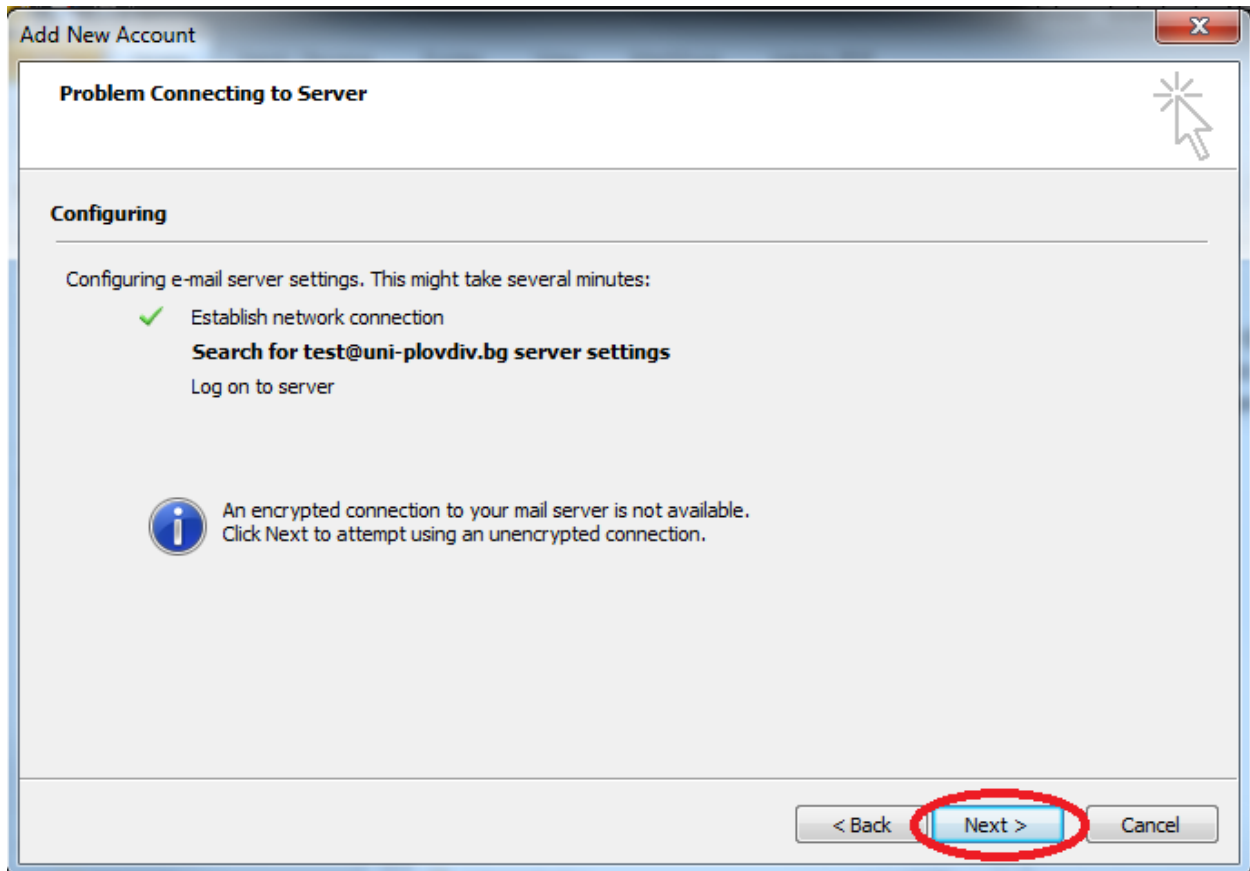 Add New Account
Problem Connecting to Server
Configuring
Configuring e-mail server settings. This might take several minutes:
Establish network connection
Search for test@uni-plovdiv.bg server settings
Log on to server
An encrypted connection to your mail server is not available.
Click Next to attempt using an unencrypted connection.
< Back Next > Cancel